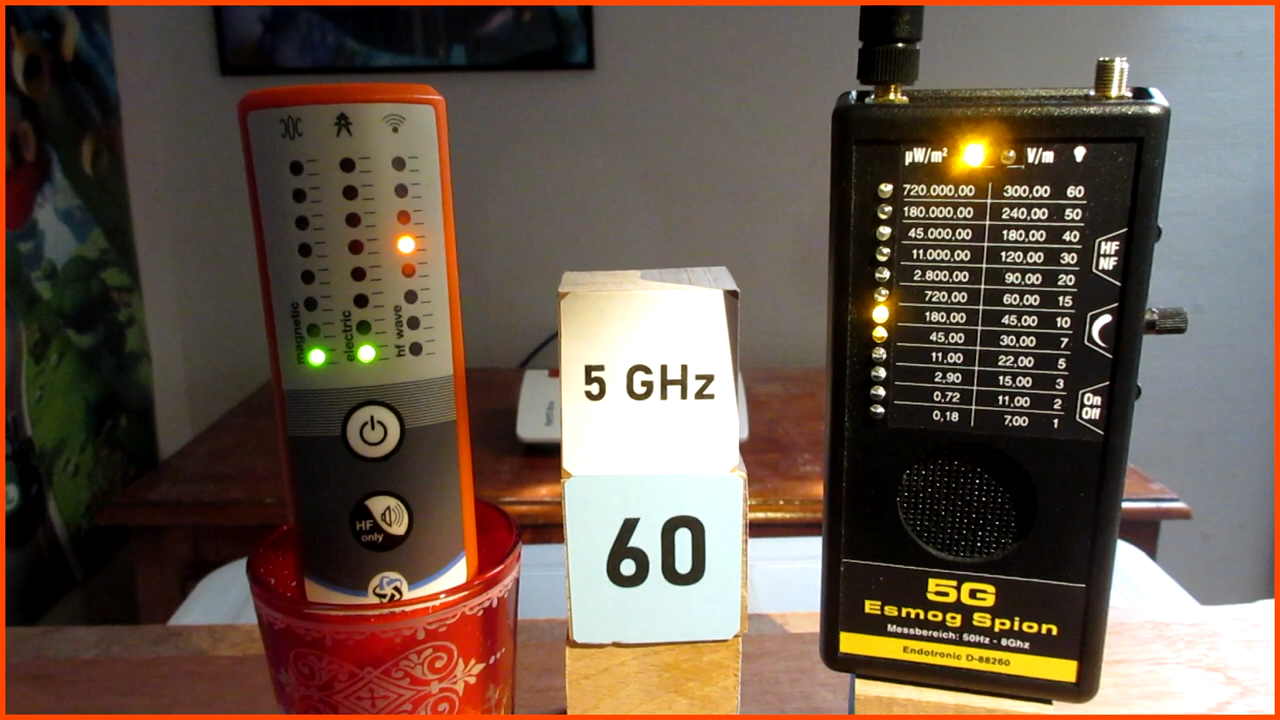 magnetic
electric
hf wave
HF
only
5 GHz
60
µW/m² V/m
720.000,00 300,00 60
180.000,00 240,00 50
45.000,00 180,00 40
11.000,00 120,00 30
2.800,00 90,00 20
720,00 60,00 15
180,00 45,00 10
45,00 30,00 7
11,00 22,00 5
2,90 15,00 3
0,72 11,00 2
0,18 7,00 1
HF
NF
On
Off
5G
Esmog Spion
Messbereich: 50Hz - 8Ghz
Endotronic D-88260